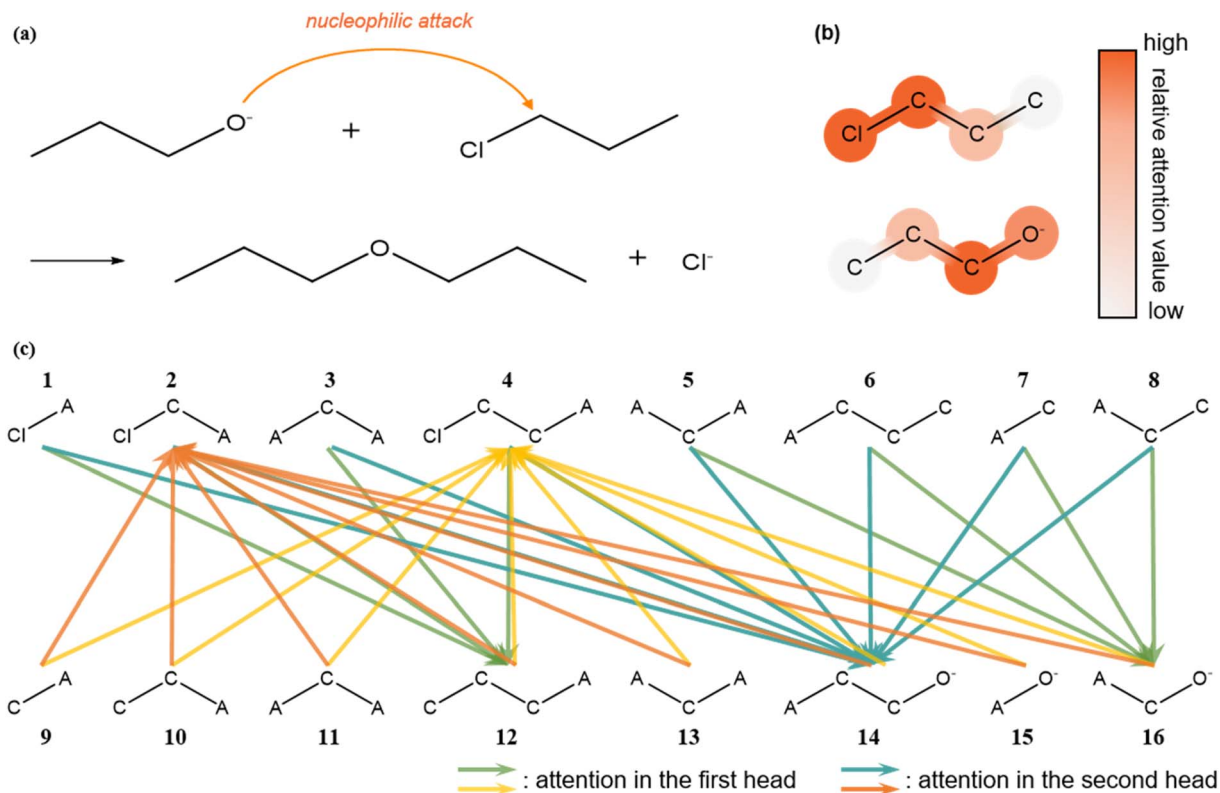 (a)
nucleophilic attack
O-
+
Cl
O
+
Cl-
(b)
high
relative attention value
low
Cl C C C
C C C O-
(c)
1 2 3 4 5 6 7 8
Cl A
Cl C A
A C A
Cl C C A
A C A
A C C C
A C
A C C
C A
C C A
A C A
C C C A
A C A
A C C O-
A O-
A C O-
9 10 11 12 13 14 15 16
: attention in the first head
: attention in the second head